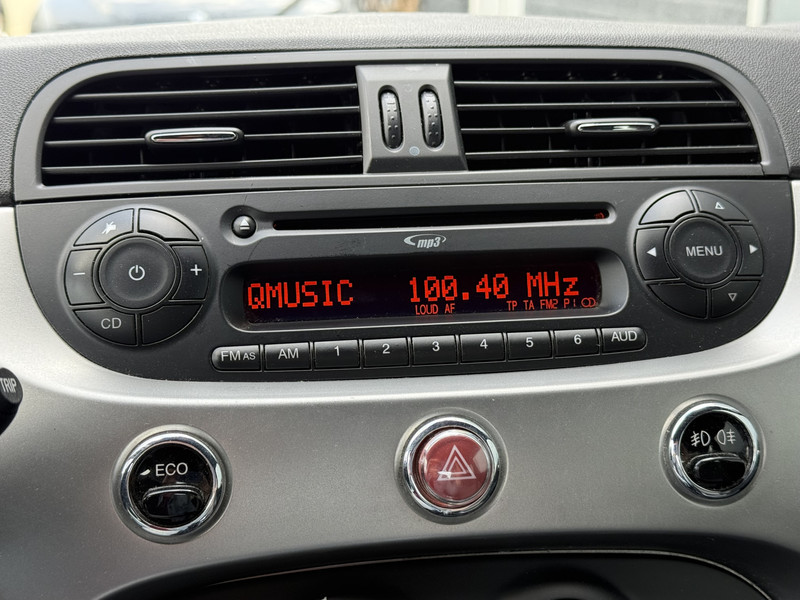 mp3
QMUSIC 100.40 MHz
LOUD AF TP TA FM2 P1
MENU
− +
CD
FM AS AM 1 2 3 4 5 6 AUD
TRIP
ECO